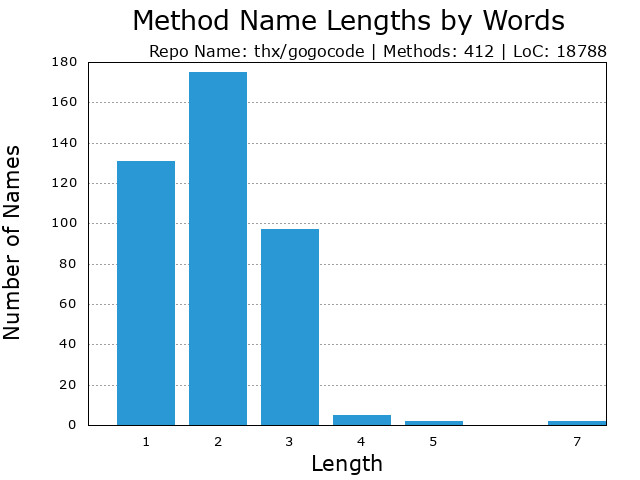 Method Name Lengths by Words
Repo Name: thx/gogocode | Methods: 412 | LoC: 18788
Number of Names
180
160
140
120
100
80
60
40
20
0
1 2 3 4 5 7
Length